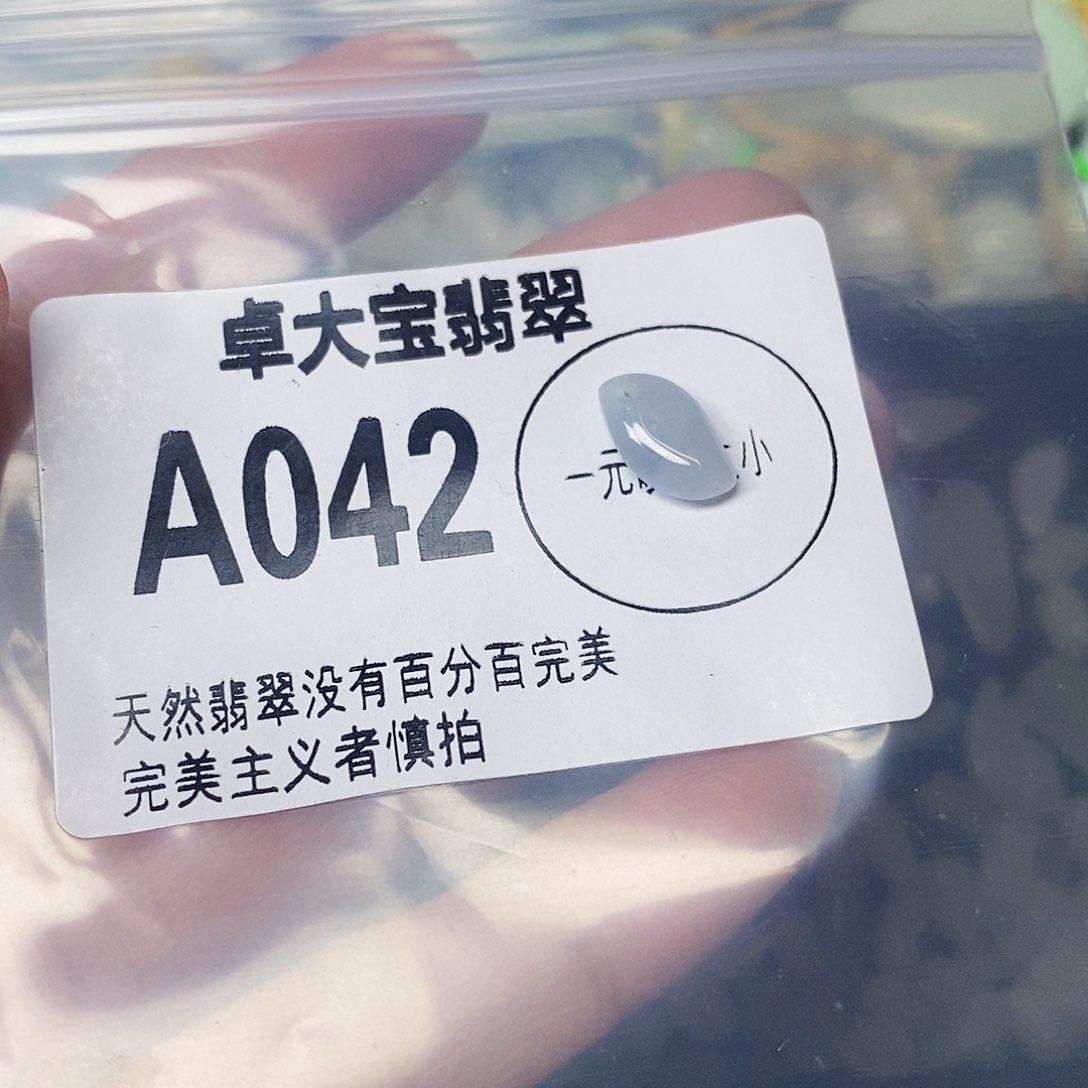 卓大宝翡翠
A042
一元 小
天然翡翠没有百分百完美
完美主义者慎拍